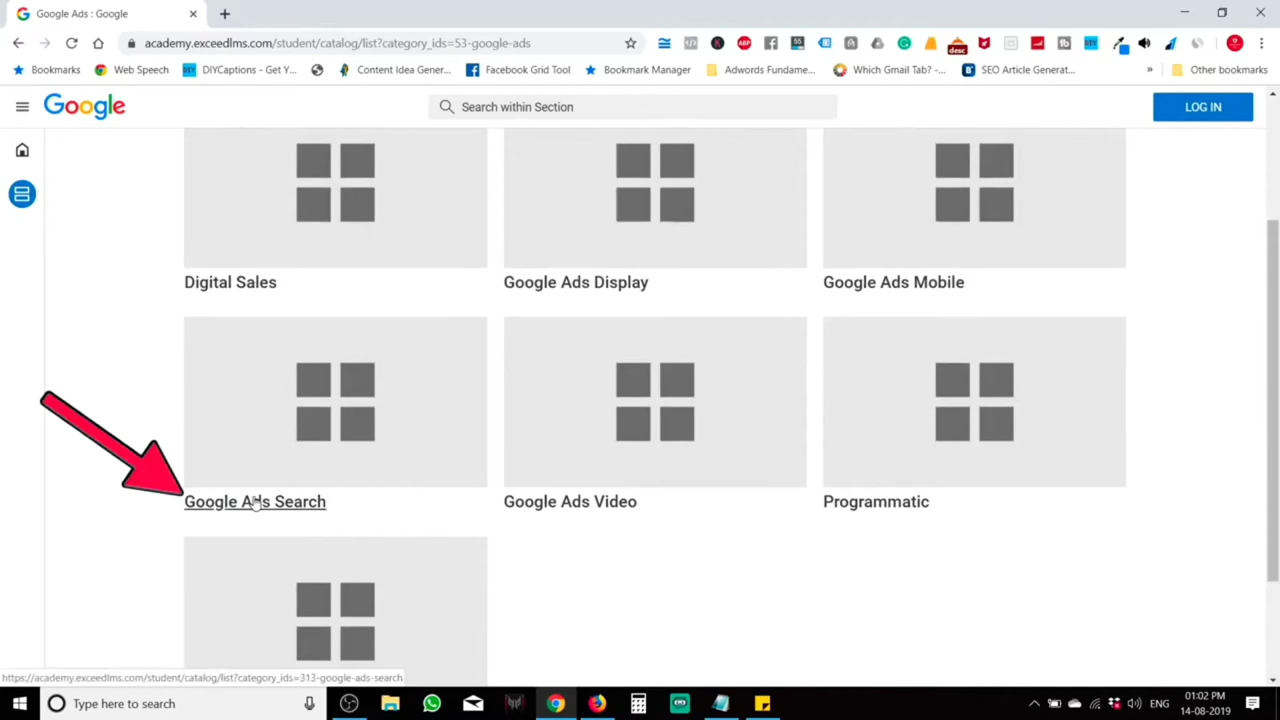 Google Ads : Google
academy.exceedlms.com/student/catalog/list?category_ids=53-google-ads
Bookmarks
Web Speech
DIYCaptions - Get Y...
Content Idea Gener...
Facebook Grid Tool
Bookmark Manager
Adwords Fundame...
Which Gmail Tab? -...
SEO Article Generat...
»
Other bookmarks
Google
Search within Section
LOG IN
Digital Sales
Google Ads Display
Google Ads Mobile
Google Ads Search
Google Ads Video
Programmatic
https://academy.exceedlms.com/student/catalog/list?category_ids=313-google-ads-search
Type here to search
ENG
01:02 PM
14-08-2019